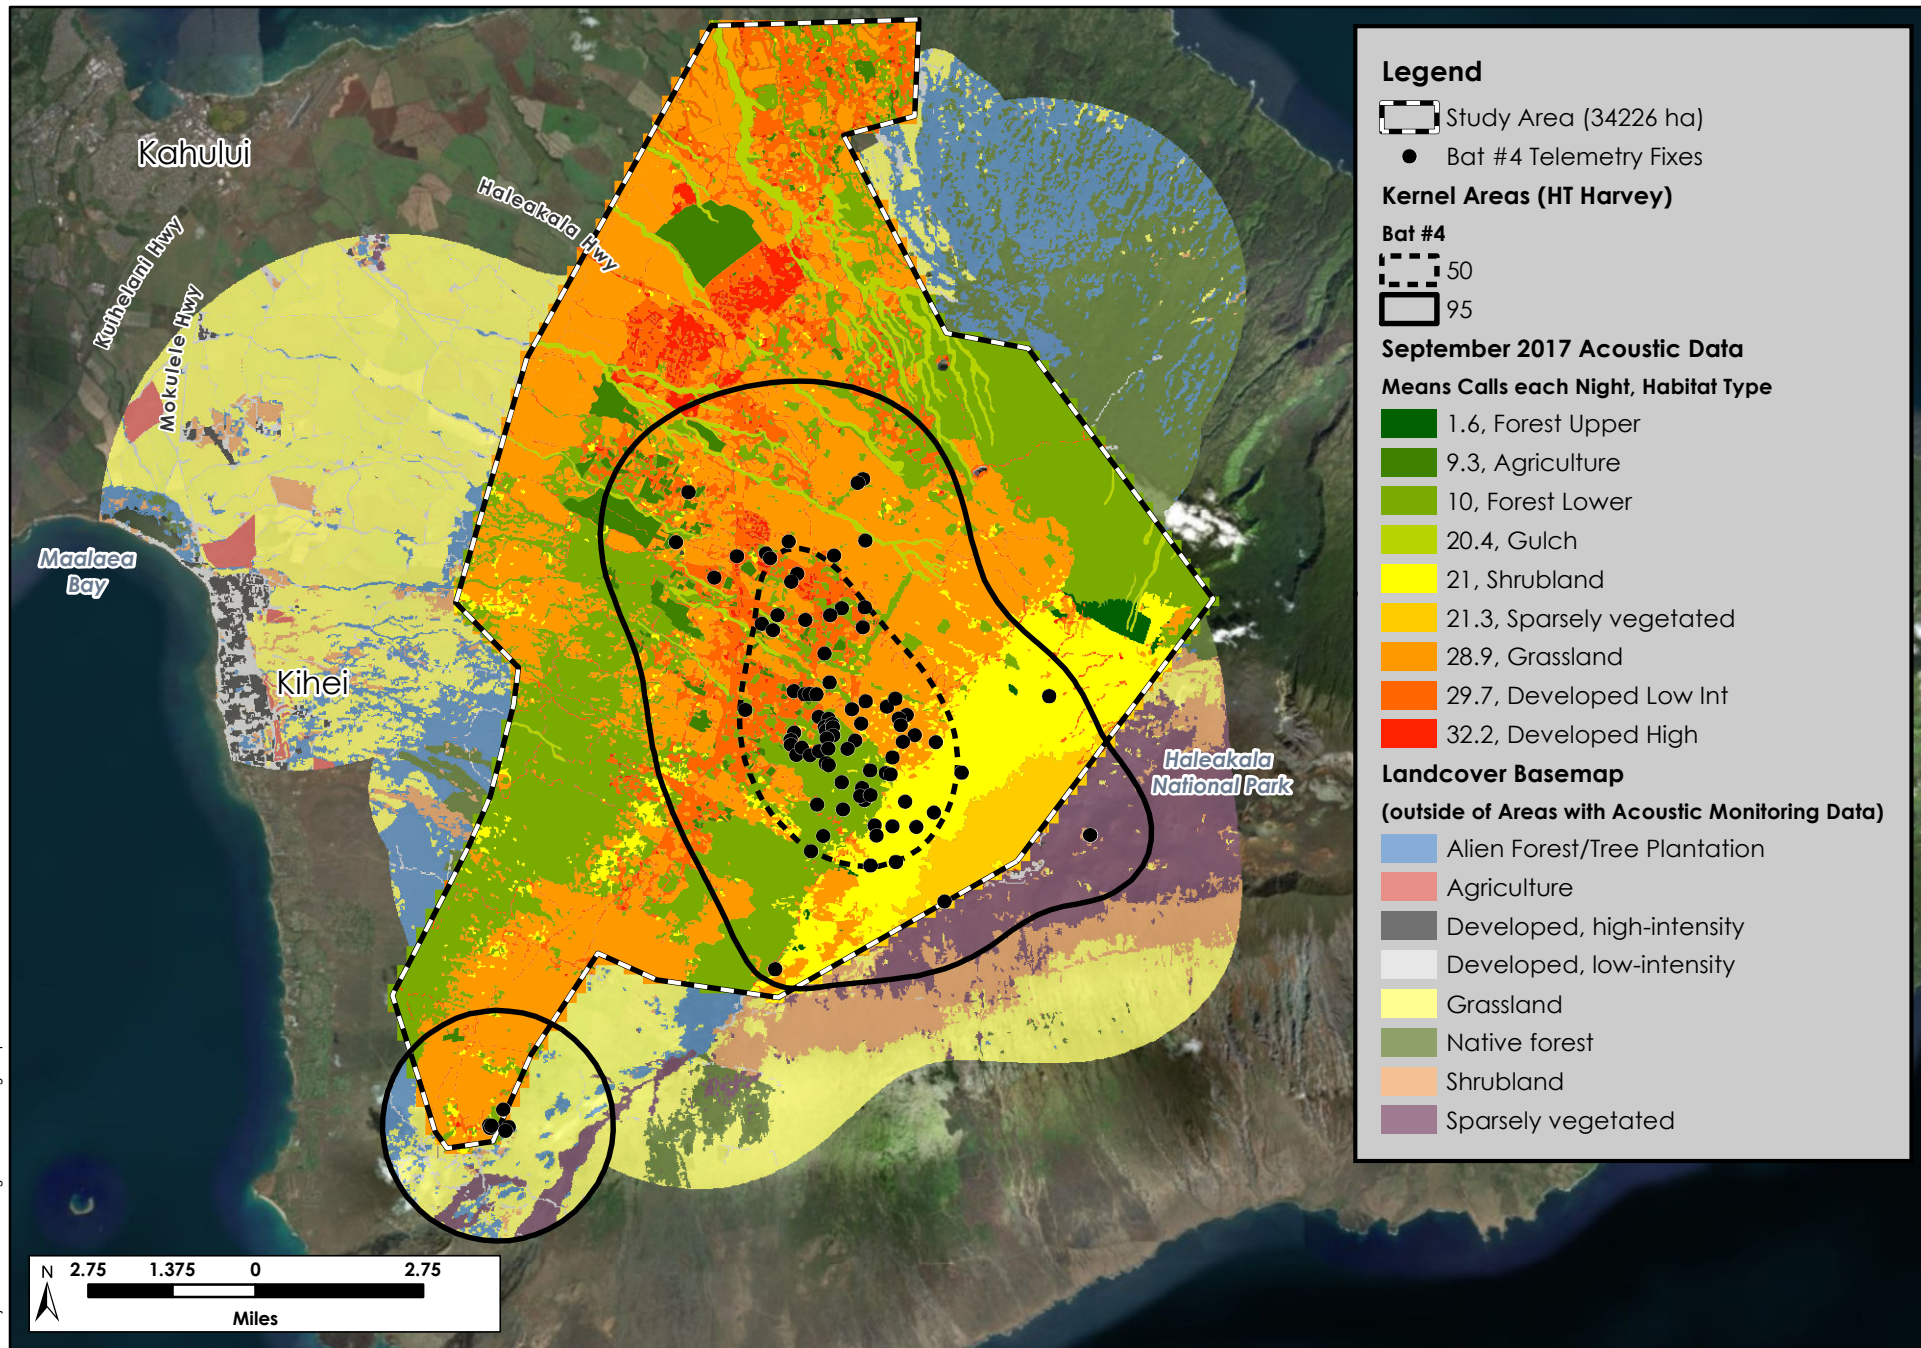 Kahului
Haleakala Hwy
Kuihelani Hwy
Mokulele Hwy
Maalaea
Bay
Kihei
Haleakala
National Park
N
2.75 1.375 0 2.75
Miles
Legend
Study Area (34226 ha)
Bat #4 Telemetry Fixes
Kernel Areas (HT Harvey)
Bat #4
50
95
September 2017 Acoustic Data
Means Calls each Night, Habitat Type
1.6, Forest Upper
9.3, Agriculture
10, Forest Lower
20.4, Gulch
21, Shrubland
21.3, Sparsely vegetated
28.9, Grassland
29.7, Developed Low Int
32.2, Developed High
Landcover Basemap
(outside of Areas with Acoustic Monitoring Data)
Alien Forest/Tree Plantation
Agriculture
Developed, high-intensity
Developed, low-intensity
Grassland
Native forest
Shrubland
Sparsely vegetated